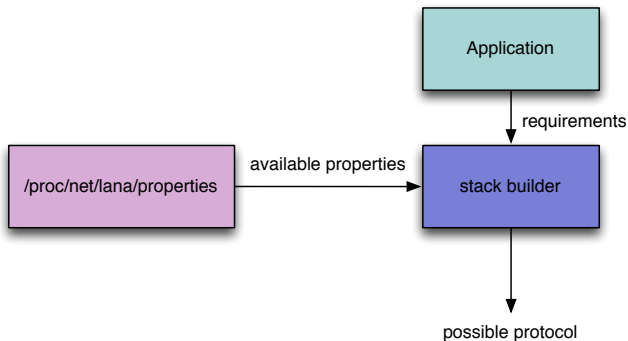 Application
requirements
available properties
/proc/net/lana/properties
stack builder
possible protocol